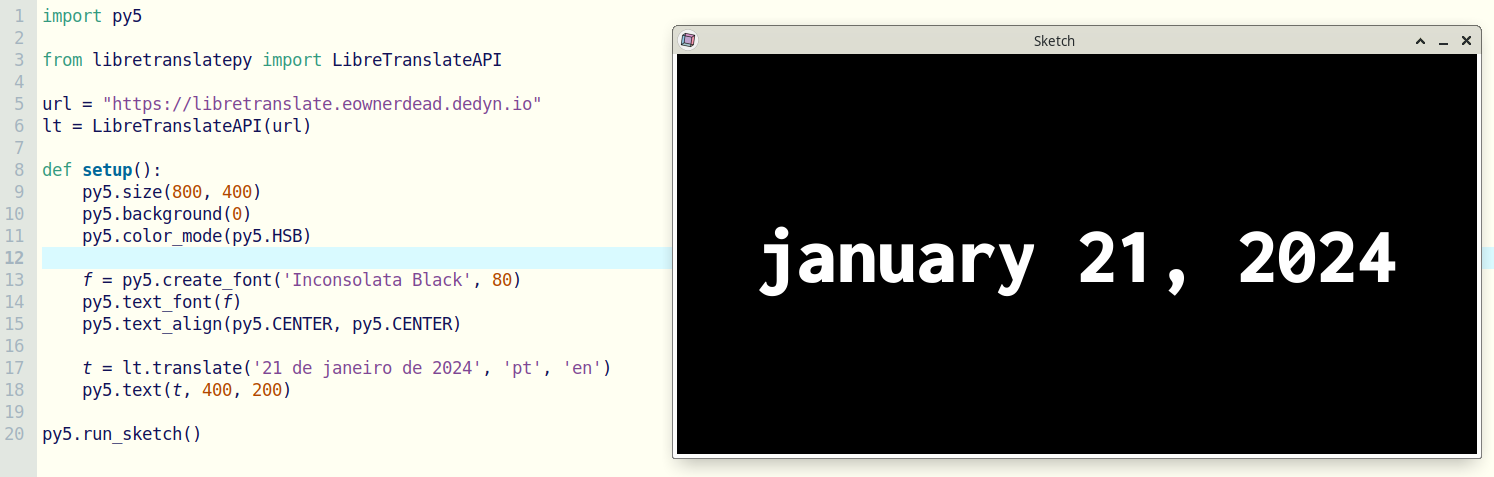 1 import py5
2
3 from libretranslatepy import LibreTranslateAPI
4
5 url = "https://libretranslate.eownerdead.dedyn.io"
6 lt = LibreTranslateAPI(url)
7
8 def setup():
9     py5.size(800, 400)
10     py5.background(0)
11     py5.color_mode(py5.HSB)
12
13     f = py5.create_font('Inconsolata Black', 80)
14     py5.text_font(f)
15     py5.text_align(py5.CENTER, py5.CENTER)
16
17     t = lt.translate('21 de janeiro de 2024', 'pt', 'en')
18     py5.text(t, 400, 200)
19
20 py5.run_sketch()
Sketch
january 21, 2024